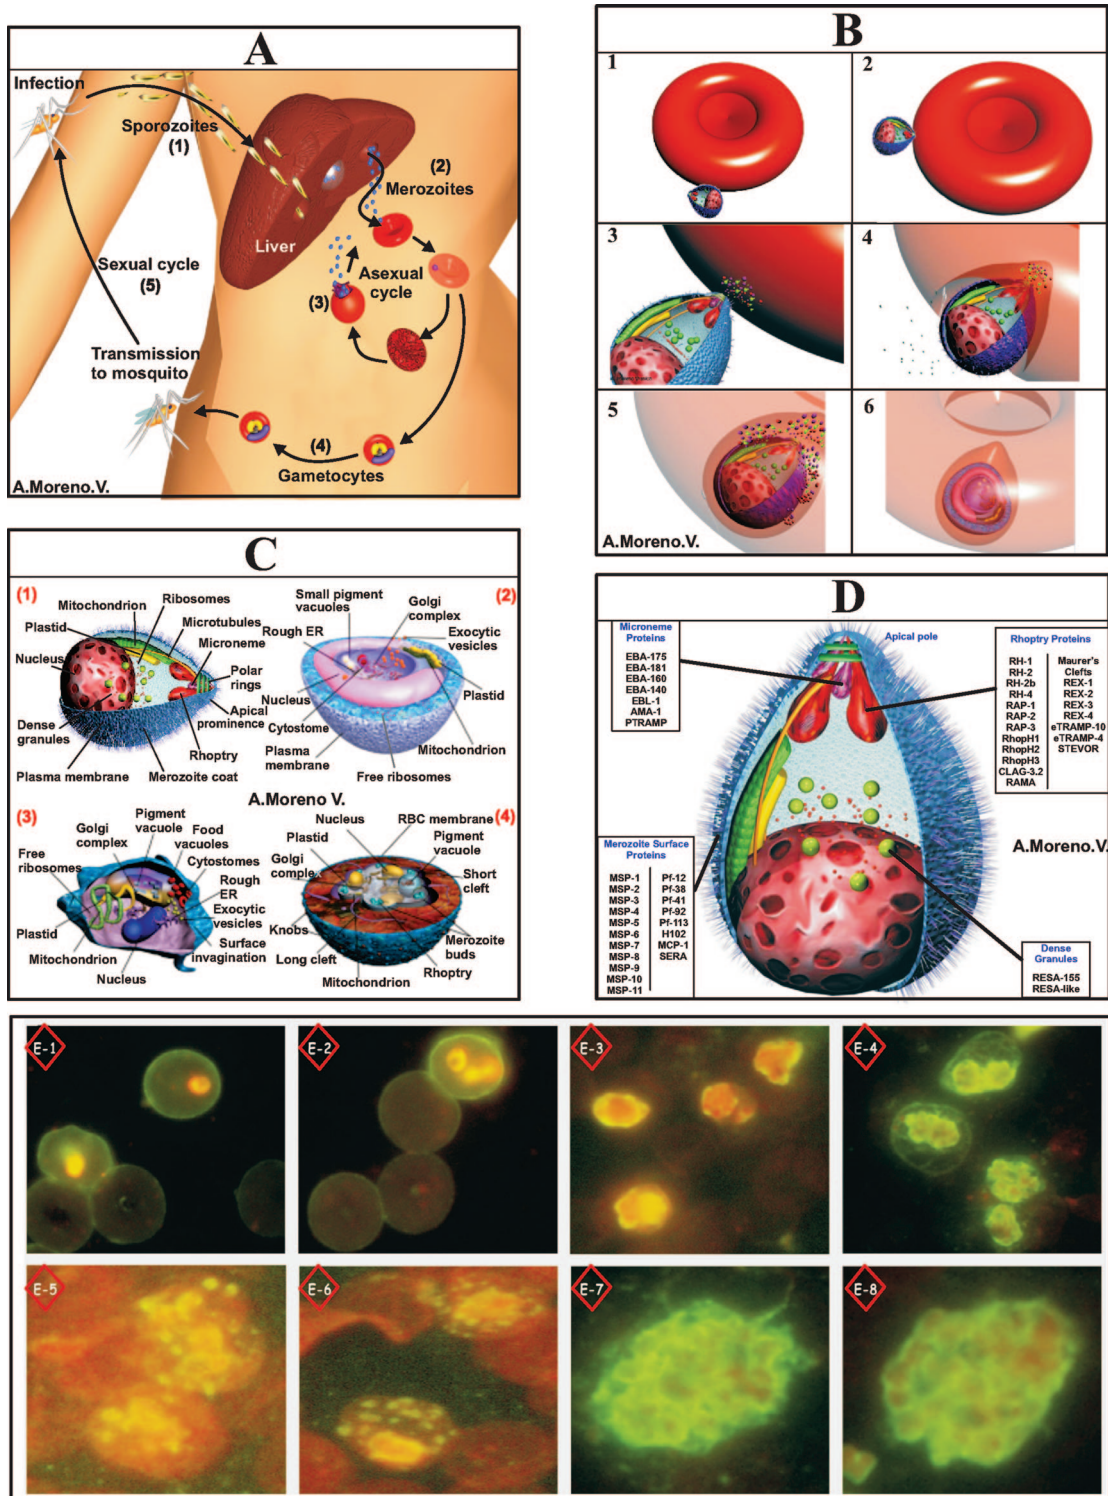 A
Infection
Sporozoites
(1)
(2)
Merozoites
Liver
Sexual cycle
(5)
Asexual
cycle
(3)
Transmission
to mosquito
(4)
Gametocytes
A.Moreno.V.
B
1
2
3
4
5
6
A.Moreno.V.
C
(1)
Mitochondrion
Ribosomes
Plastid
Microtubules
Nucleus
Microneme
Polar
rings
Apical
prominence
Dense
granules
Rhoptry
Plasma membrane
Merozoite coat
(2)
Small pigment
vacuoles
Golgi
complex
Rough ER
Exocytic
vesicles
Nucleus
Plastid
Cytostome
Plasma
membrane
Mitochondrion
Free ribosomes
A.Moreno V.
(3)
Pigment
vacuole
Golgi
complex
Food
vacuoles
Free
ribosomes
Cytostomes
Rough
ER
Exocytic
vesicles
Plastid
Surface
invagination
Mitochondrion
Nucleus
(4)
Nucleus
RBC membrane
Plastid
Pigment
vacuole
Golgi
complex
Short
cleft
Knobs
Merozoite
buds
Long cleft
Rhoptry
Mitochondrion
D
Microneme
Proteins
EBA-175
EBA-181
EBA-160
EBA-140
EBL-1
AMA-1
PTRAMP
Apical pole
Rhoptry Proteins
RH-1
RH-2
RH-2b
RH-4
RAP-1
RAP-2
RAP-3
RhopH1
RhopH2
RhopH3
CLAG-3.2
RAMA
Maurer's
Clefts
REX-1
REX-2
REX-3
REX-4
eTRAMP-10
eTRAMP-4
STEVOR
A.Moreno.V.
Merozoite Surface
Proteins
MSP-1
MSP-2
MSP-3
MSP-4
MSP-5
MSP-6
MSP-7
MSP-8
MSP-9
MSP-10
MSP-11
Pf-12
Pf-38
Pf-41
Pf-92
Pf-113
H102
MCP-1
SERA
Dense
Granules
RESA-155
RESA-like
E-1
E-2
E-3
E-4
E-5
E-6
E-7
E-8